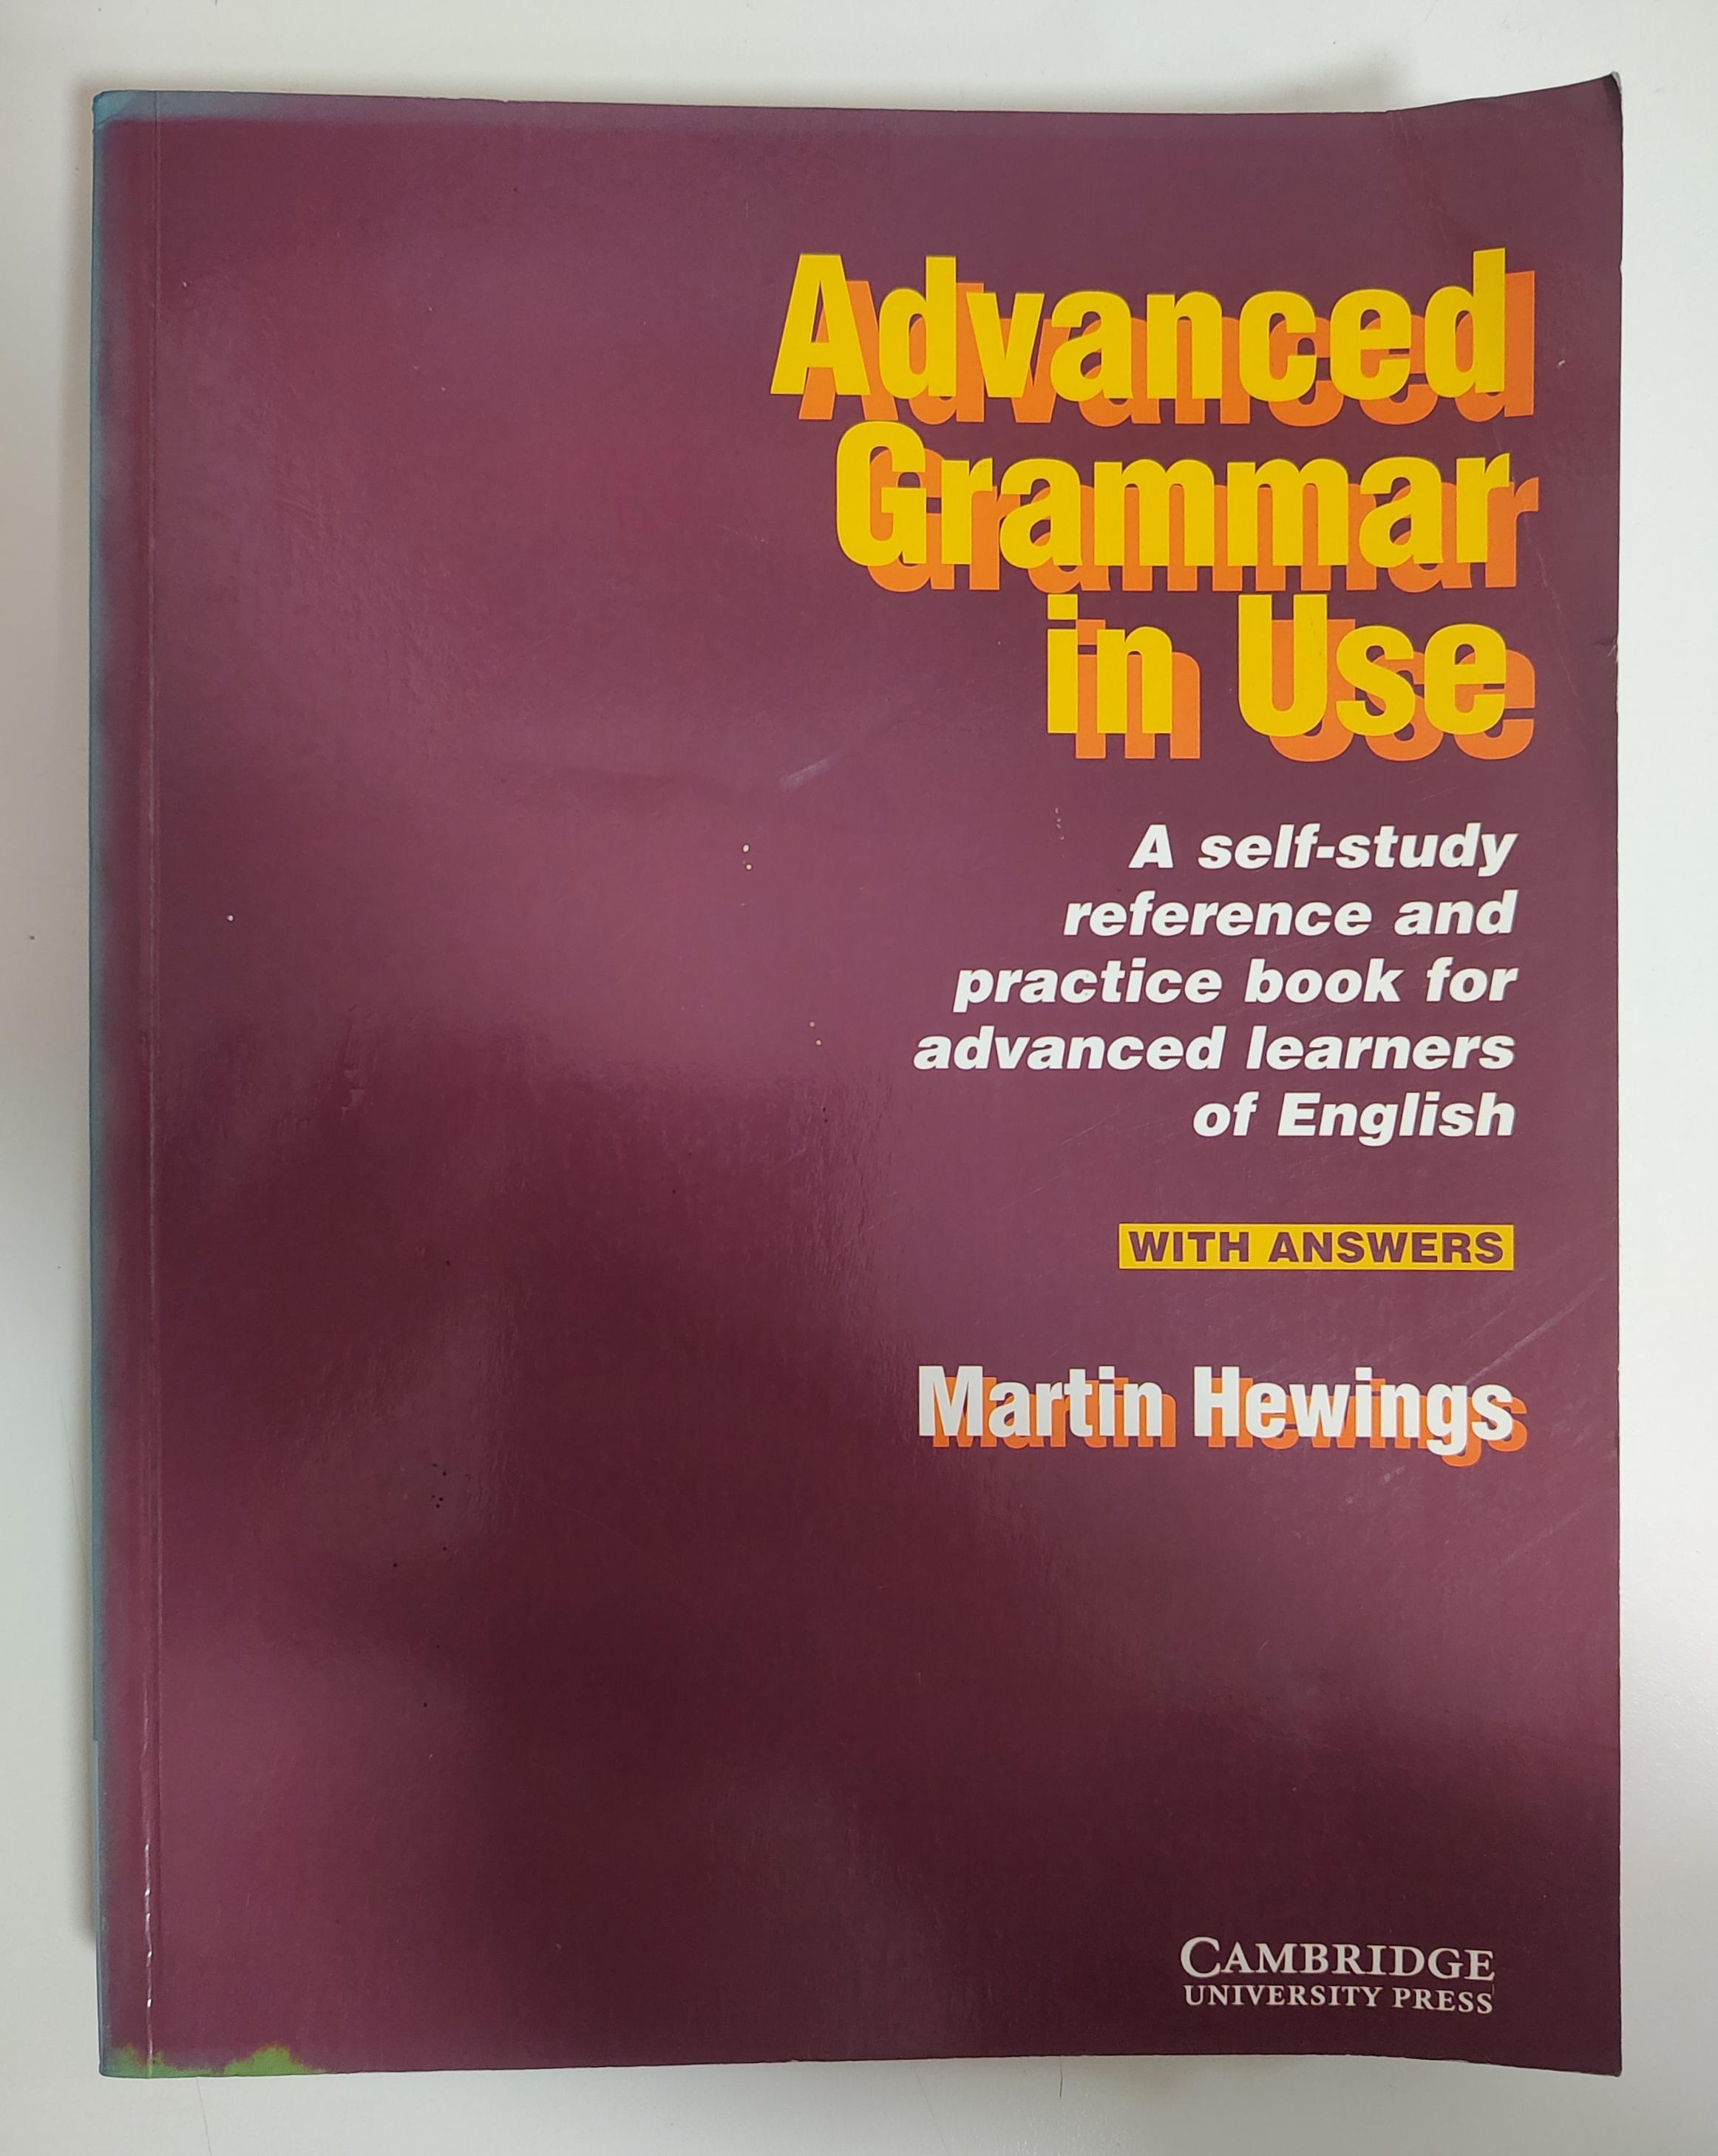 Advanced
Grammar
in Use
A self-study
reference and
practice book for
advanced learners
of English
WITH ANSWERS
Martin Hewings
CAMBRIDGE
UNIVERSITY PRESS